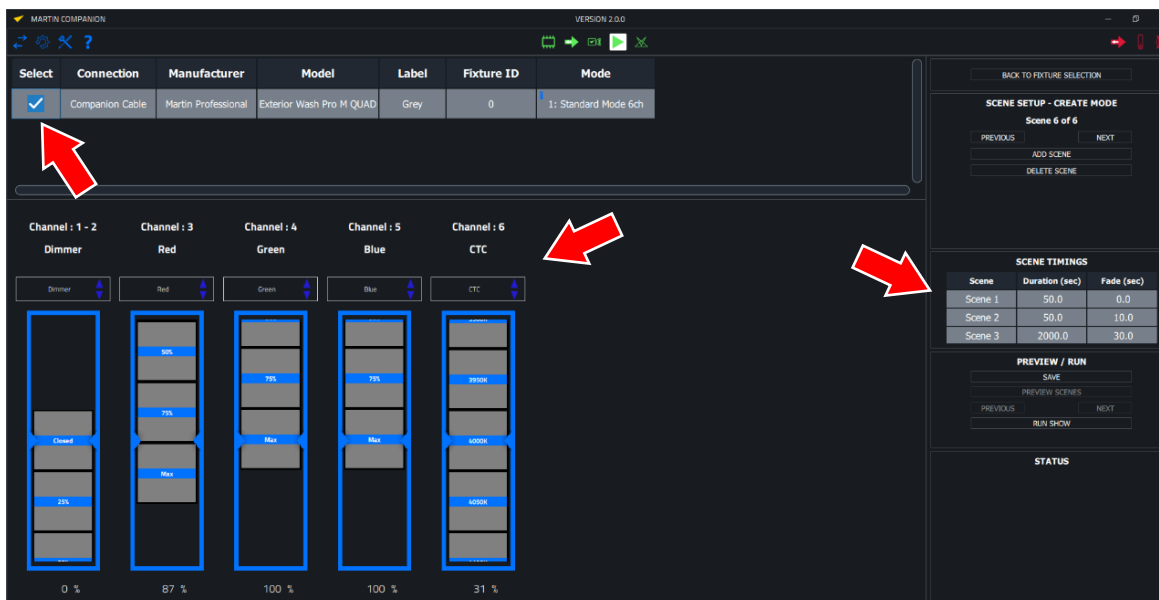 MARTIN COMPANION
VERSION 2.0.0
?
Select Connection Manufacturer Model Label Fixture ID Mode
Companion Cable Martin Professional Exterior Wash Pro M QUAD Grey 0 1: Standard Mode 6ch
BACK TO FIXTURE SELECTION
SCENE SETUP - CREATE MODE
Scene 6 of 6
PREVIOUS NEXT
ADD SCENE
DELETE SCENE
Channel : 1 - 2 Channel : 3 Channel : 4 Channel : 5 Channel : 6
Dimmer Red Green Blue CTC
Dimmer Red Green Blue CTC
SCENE TIMINGS
Scene Duration (sec) Fade (sec)
Scene 1 50.0 0.0
Scene 2 50.0 10.0
Scene 3 2000.0 30.0
50%
75% 75% 3950K
75%
Closed Max Max 4000K
Max
25% 4050K
0 % 87 % 100 % 100 % 31 %
PREVIEW / RUN
SAVE
PREVIEW SCENES
PREVIOUS NEXT
RUN SHOW
STATUS